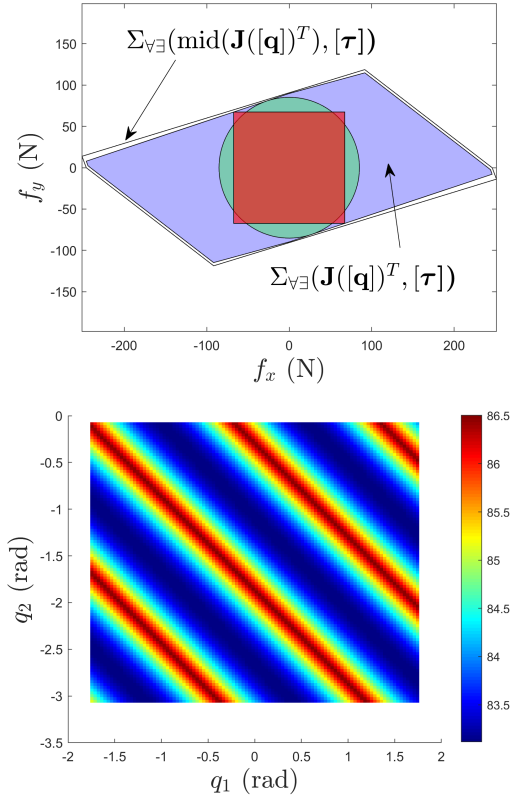 Σ∀∃(mid(J([q])ᵀ), [τ])
150
100
50
0
-50
-100
-150
f_y (N)
Σ∀∃(J([q])ᵀ, [τ])
-200 -100 0 100 200
f_x (N)
0
-0.5
-1
-1.5
-2
-2.5
-3
-3.5
q₂ (rad)
-2 -1.5 -1 -0.5 0 0.5 1 1.5 2
q₁ (rad)
86.5
86
85.5
85
84.5
84
83.5